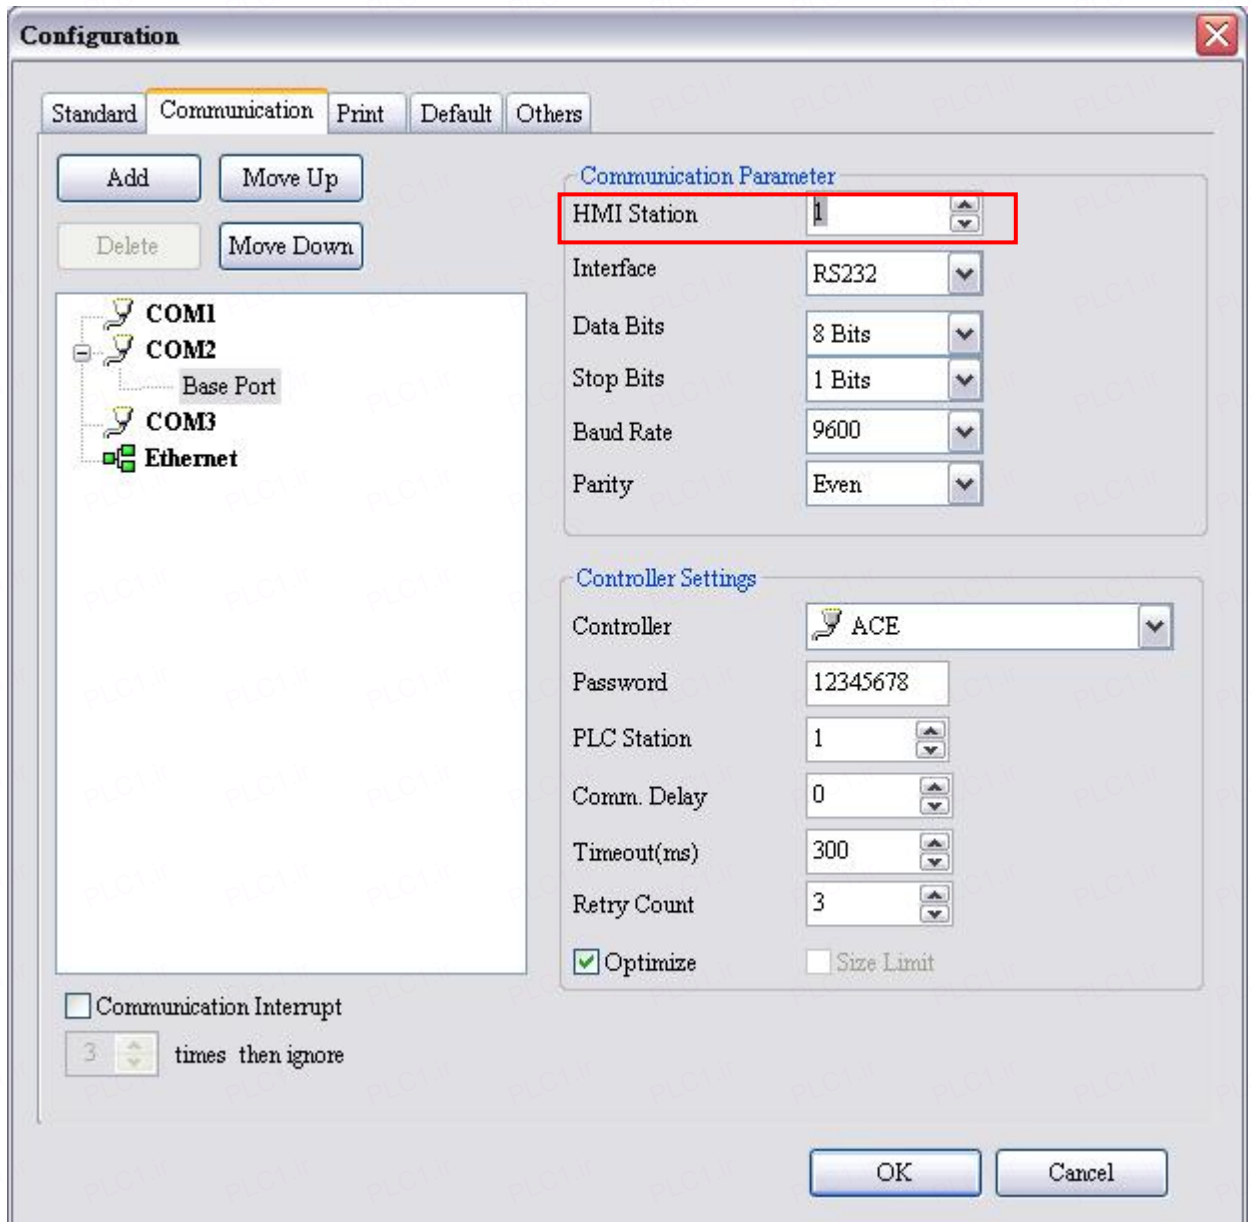 Configuration
Standard Communication Print Default Others
Add Move Up
Delete Move Down
COM1
COM2
Base Port
COM3
Ethernet
Communication Interrupt
3 times then ignore
Communication Parameter
HMI Station 1
Interface RS232
Data Bits 8 Bits
Stop Bits 1 Bits
Baud Rate 9600
Parity Even
Controller Settings
Controller ACE
Password 12345678
PLC Station 1
Comm. Delay 0
Timeout(ms) 300
Retry Count 3
Optimize Size Limit
OK Cancel